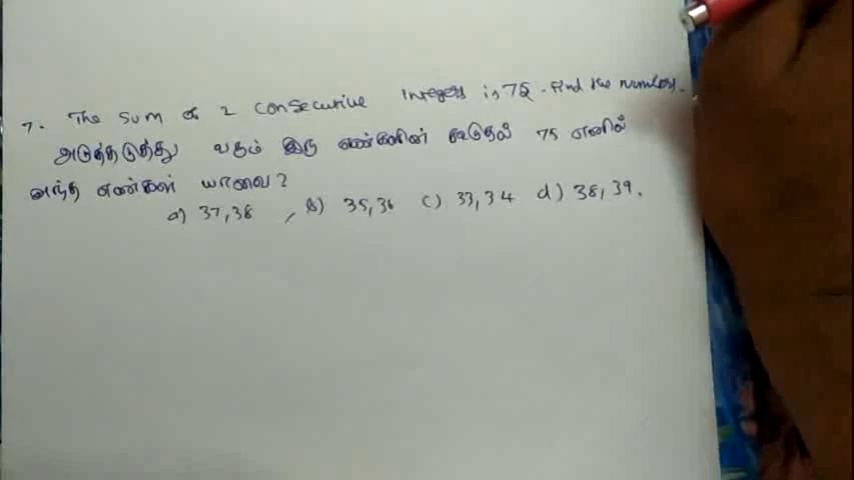 7. The sum of 2 consecutive integers is 75. Find the numbers.
அடுத்தடுத்து வரும் இரு எண்களின் கூடுதல் 75 எனில்
அந்த எண்கள் யாவை?
a) 37,38 , b) 35,36 c) 33,34 d) 38,39.